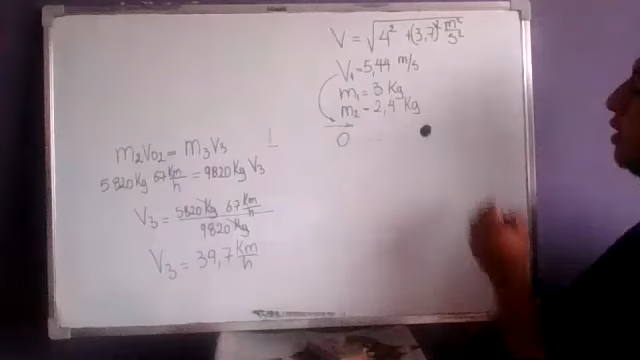 V = √4² + (3,7)² m²/s²
V₁ = 5,44 m/s
m₁ = 3 Kg
m₂ = 2,4 Kg
m₂V₀₂ = m₃V₃
5820 Kg 67 Km/h = 9820 Kg V₃
V₃ = 5820 Kg 67 Km/h / 9820 Kg
V₃ = 39,7 Km/h